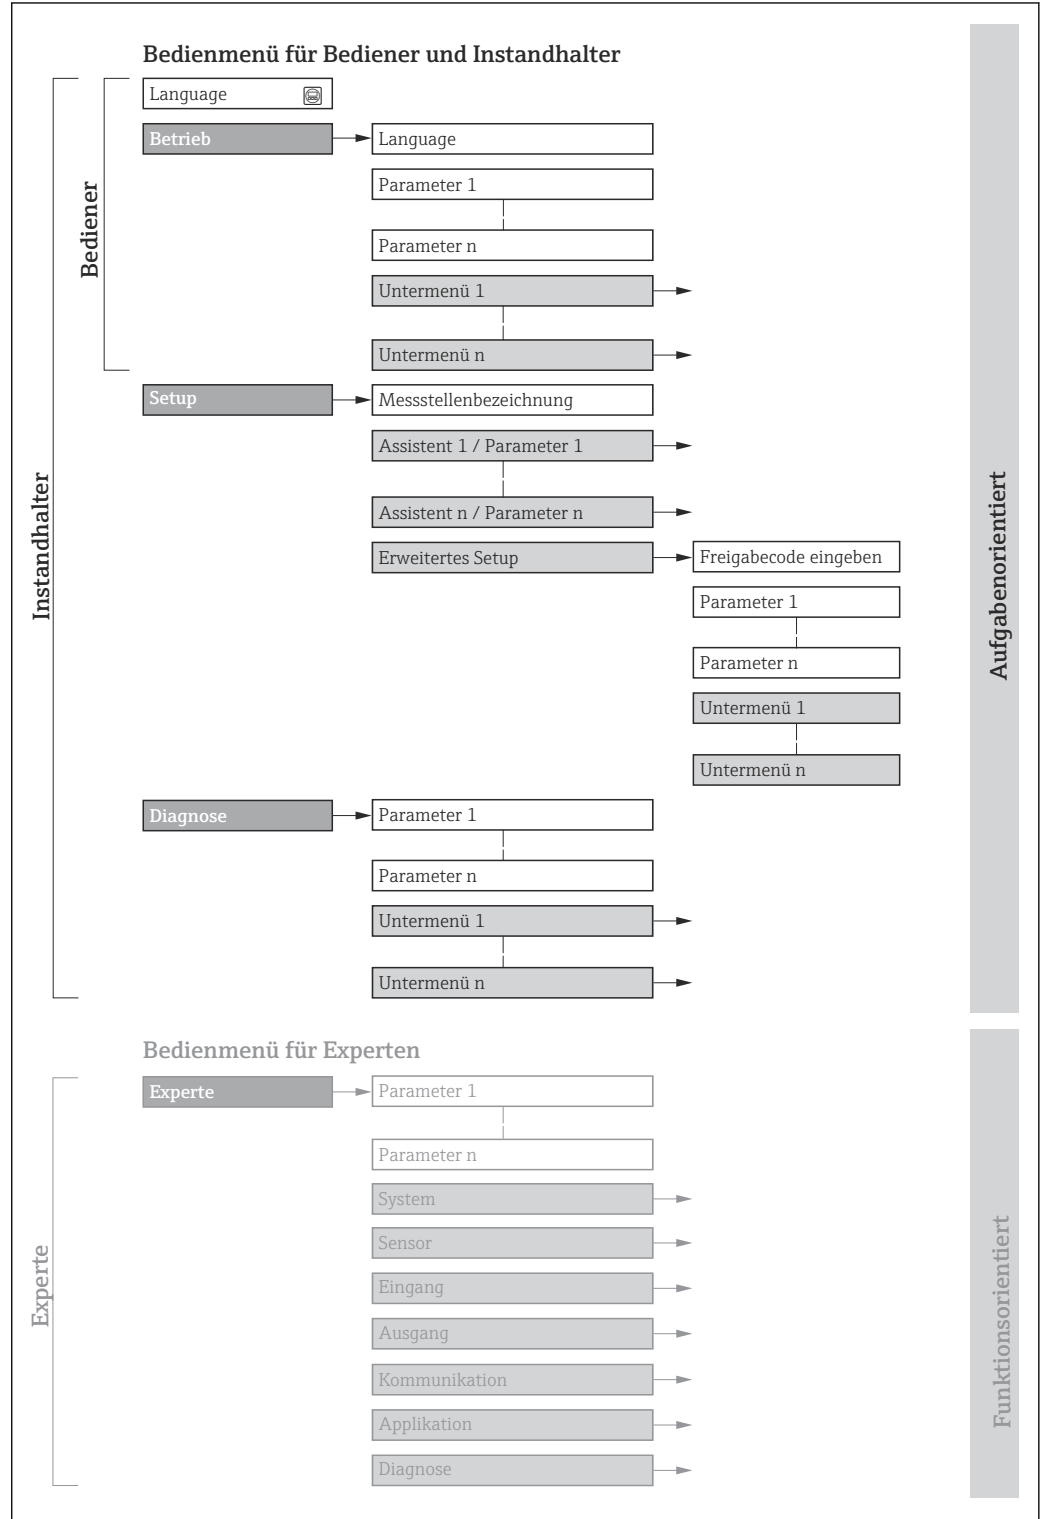 Bedienmenü für Bediener und Instandhalter
Instandhalter
Bediener
Language
Betrieb
Language
Parameter 1
Parameter n
Untermenü 1
Untermenü n
Setup
Messstellenbezeichnung
Assistent 1 / Parameter 1
Assistent n / Parameter n
Erweitertes Setup
Freigabecode eingeben
Parameter 1
Parameter n
Untermenü 1
Untermenü n
Diagnose
Parameter 1
Parameter n
Untermenü 1
Untermenü n
Aufgabenorientiert
Bedienmenü für Experten
Experte
Experte
Parameter 1
Parameter n
System
Sensor
Eingang
Ausgang
Kommunikation
Applikation
Diagnose
Funktionsorientiert